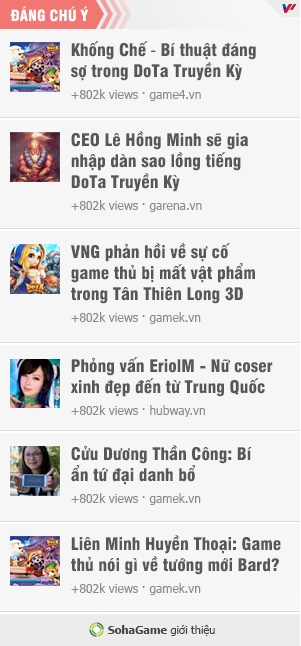 ĐÁNG CHÚ Ý
Khống Chế - Bí thuật đáng
sợ trong DoTa Truyền Kỳ
+802k views · game4.vn
CEO Lê Hồng Minh sẽ gia
nhập dàn sao lồng tiếng
DoTa Truyền Kỳ
+802k views · garena.vn
VNG phản hồi về sự cố
game thủ bị mất vật phẩm
trong Tân Thiên Long 3D
+802k views · gamek.vn
Phỏng vấn EriolM - Nữ coser
xinh đẹp đến từ Trung Quốc
+802k views · hubway.vn
Cửu Dương Thần Công: Bí
ẩn tứ đại danh bổ
+802k views · gamek.vn
Liên Minh Huyền Thoại: Game
thủ nói gì về tướng mới Bard?
+802k views · gamek.vn
SohaGame giới thiệu